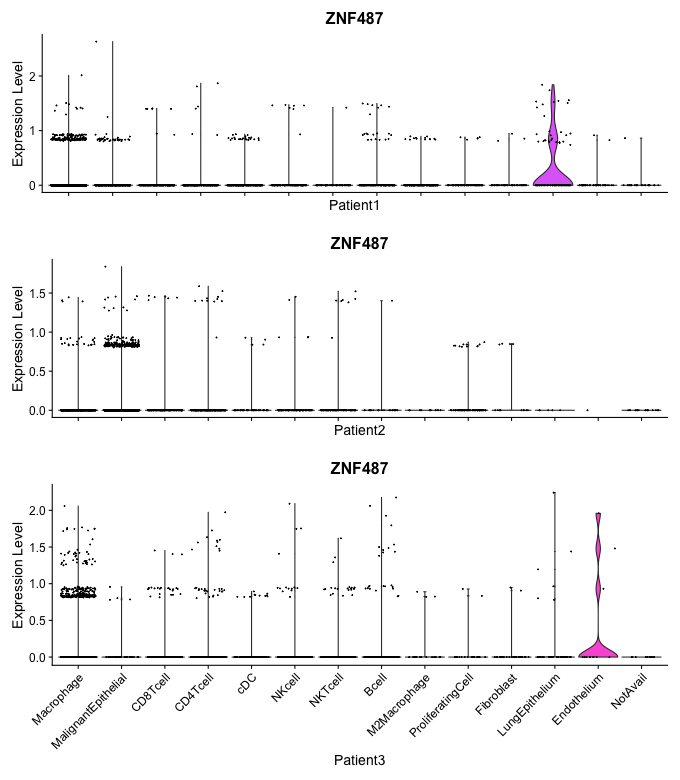 ZNF487
Expression Level
2
1
0
Patient1
ZNF487
Expression Level
1.5
1.0
0.5
0.0
Patient2
ZNF487
Expression Level
2.0
1.5
1.0
0.5
0.0
Macrophage
MalignantEpithelial
CD8Tcell
CD4Tcell
cDC
NKcell
NKTcell
Bcell
M2Macrophage
ProliferatingCell
Fibroblast
LungEpithelium
Endothelium
NotAvail
Patient3